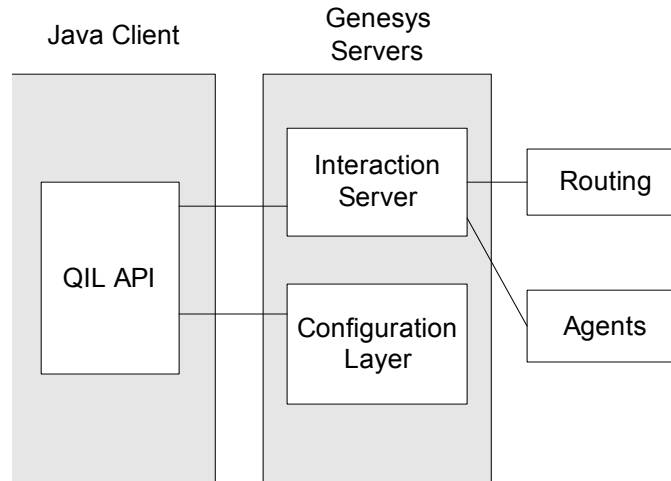 Java Client
Genesys
Servers
QIL API
Interaction
Server
Configuration
Layer
Routing
Agents